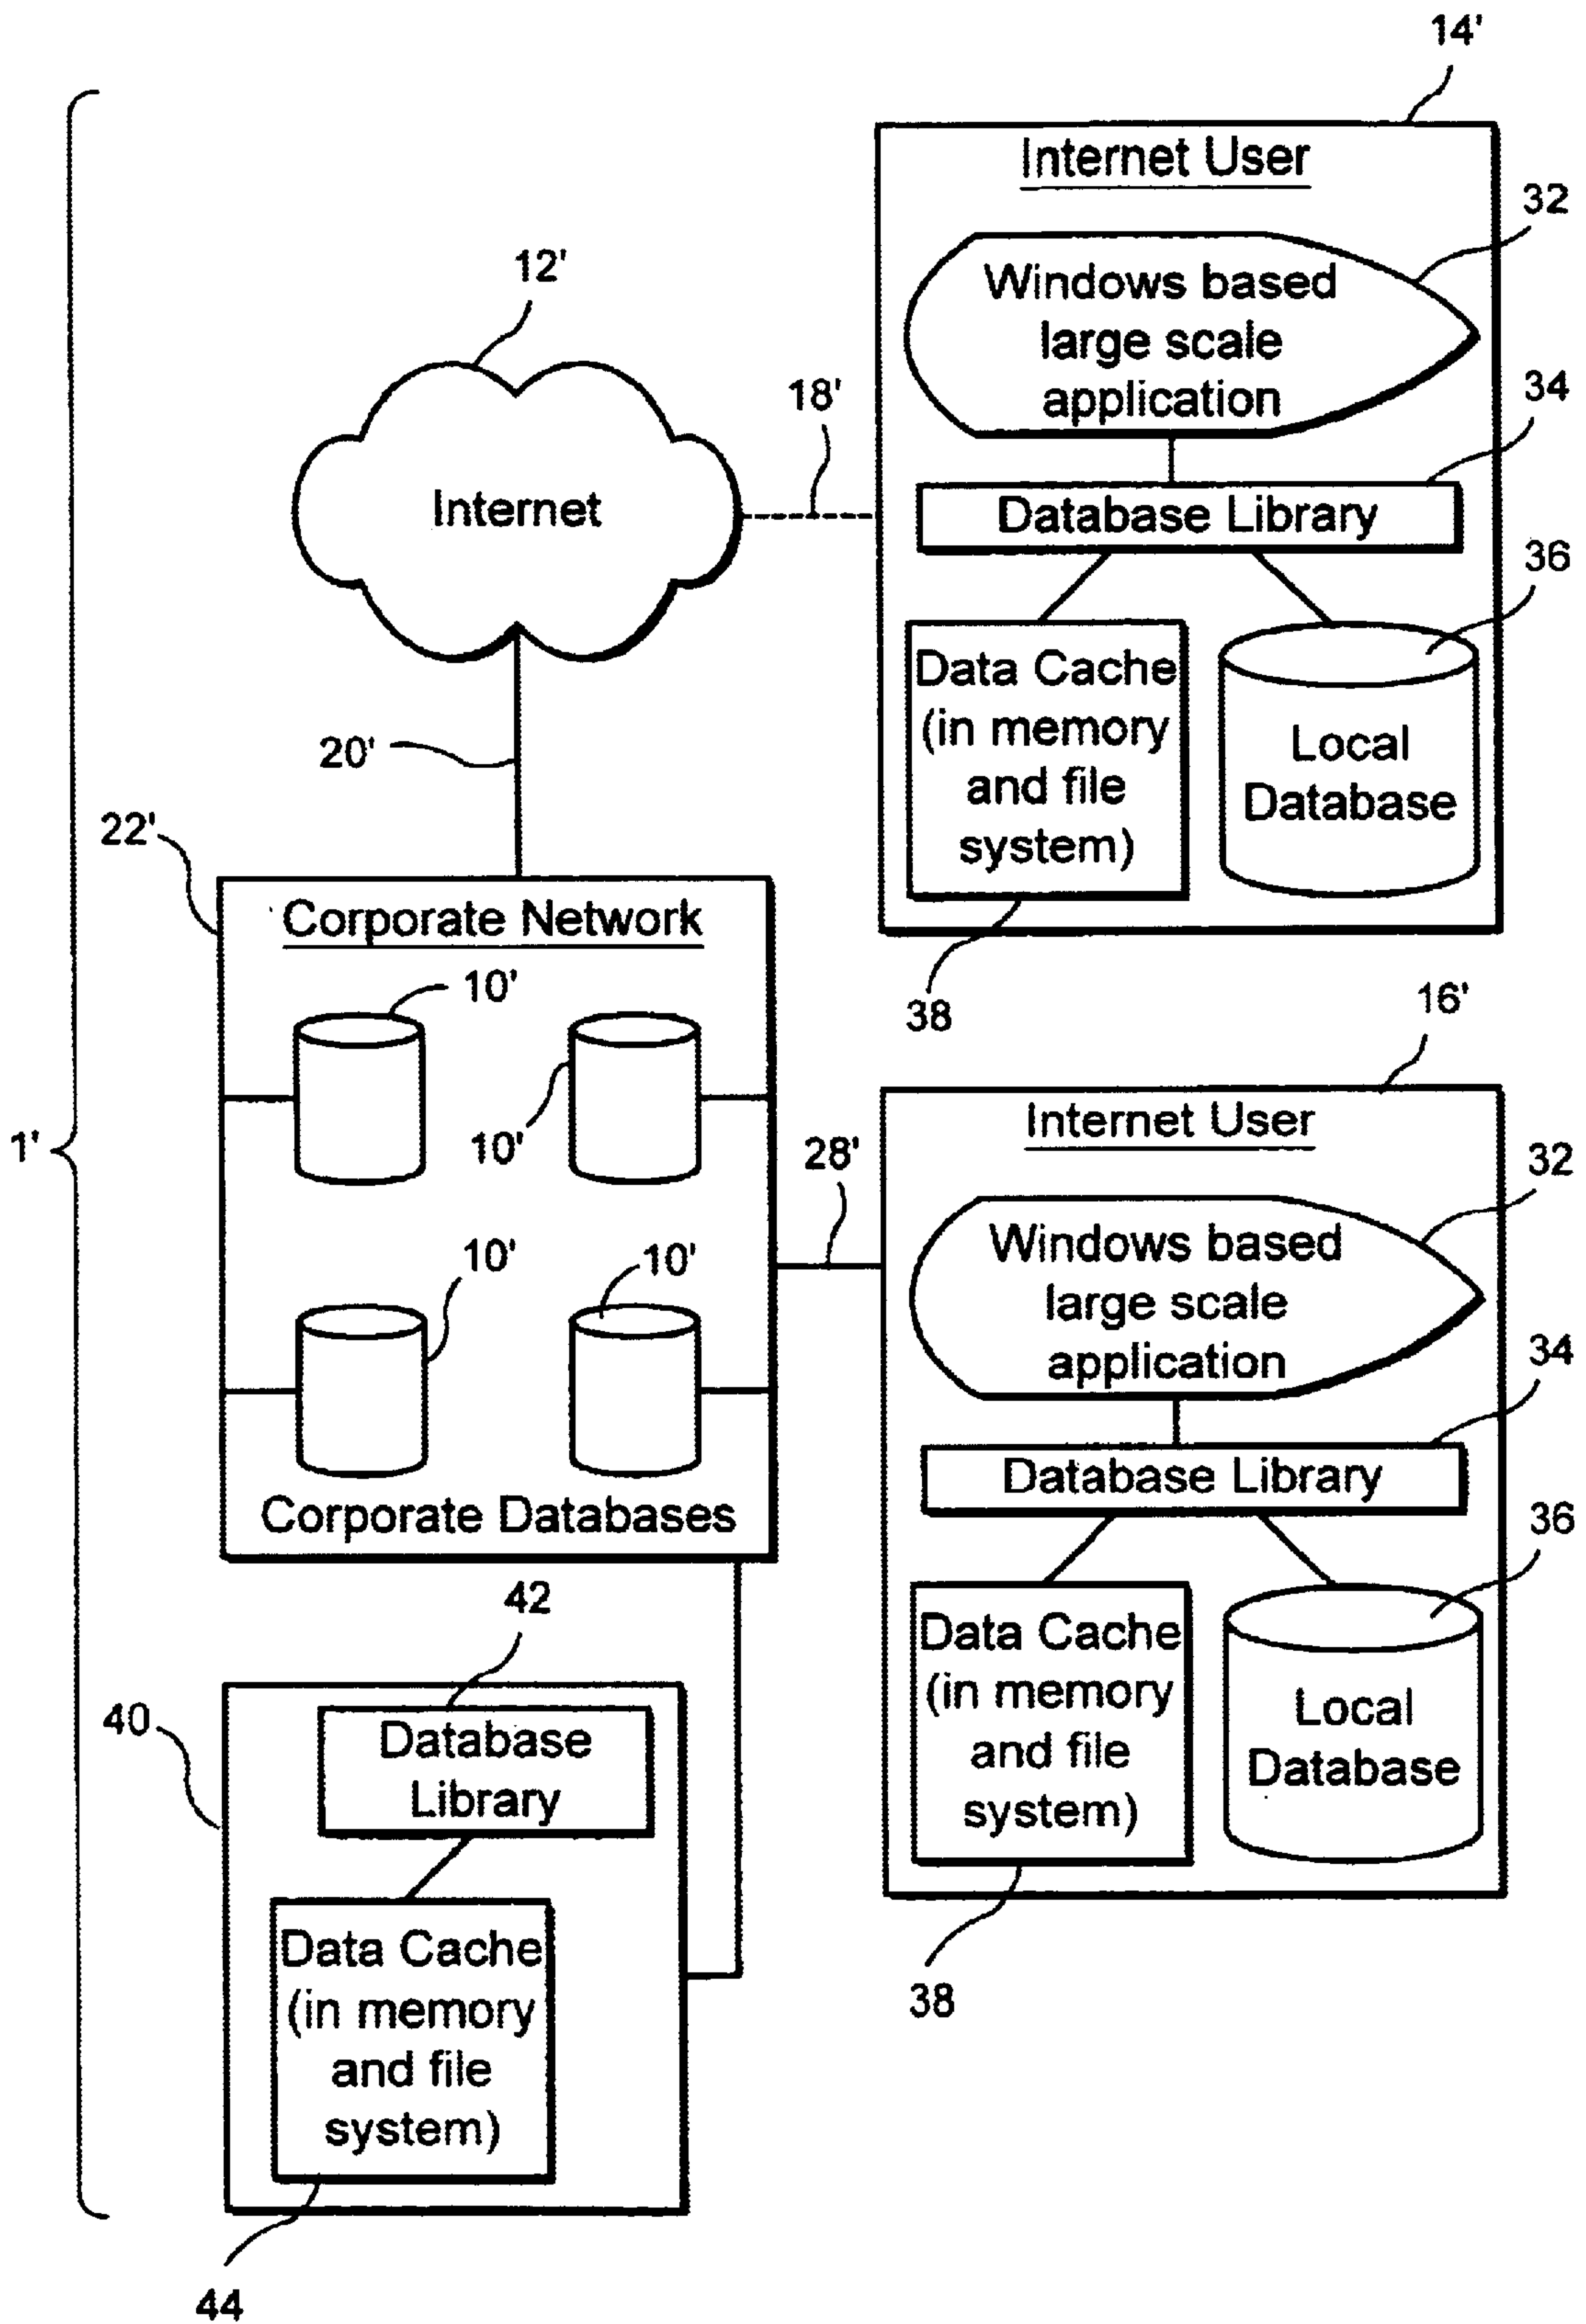 14'
Internet User
32
Windows based
large scale
application
34
Database Library
36
Data Cache
(in memory
and file
system)
Local
Database
38
12'
Internet
18'
20'
22'
Corporate Network
10'
10'
10'
10'
Corporate Databases
1'
28'
16'
Internet User
32
Windows based
large scale
application
34
Database Library
36
Data Cache
(in memory
and file
system)
Local
Database
38
42
40
Database
Library
Data Cache
(in memory
and file
system)
44